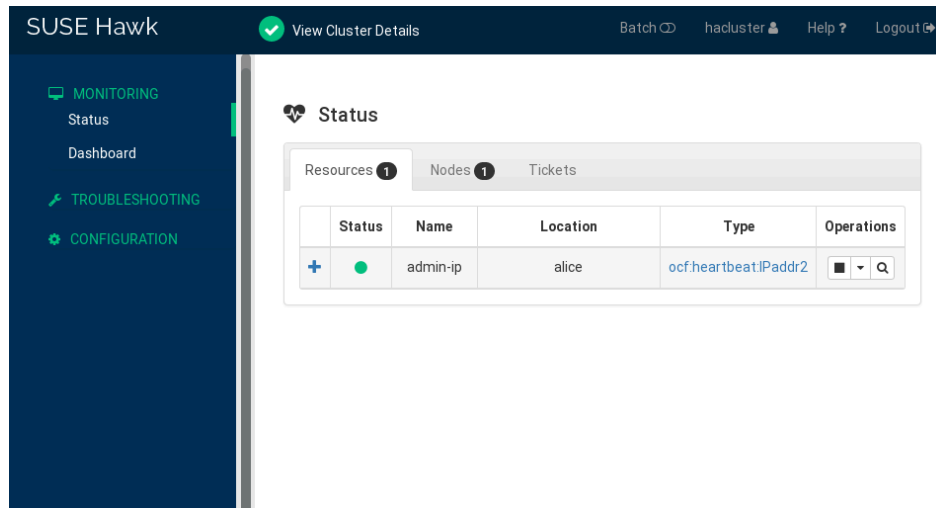 SUSE Hawk
View Cluster Details
Batch
hacluster
Help ?
Logout
MONITORING
Status
Dashboard
TROUBLESHOOTING
CONFIGURATION
Status
Resources 1
Nodes 1
Tickets
Status Name Location Type Operations
admin-ip alice ocf:heartbeat:IPaddr2